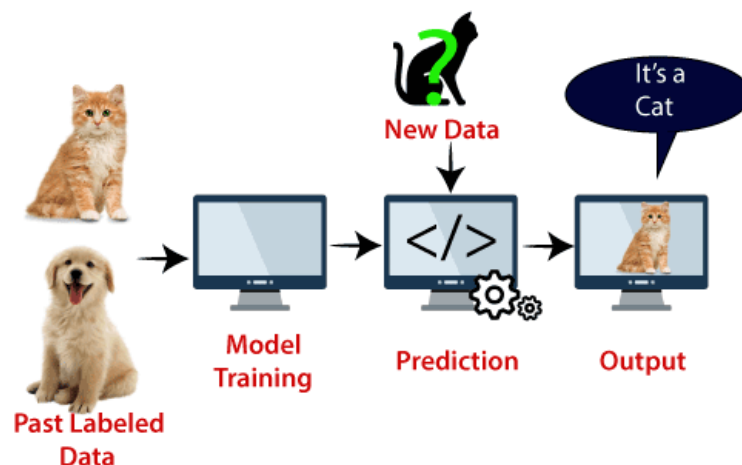 It's a
Cat
?
New Data
</>
Model
Training
Prediction
Output
Past Labeled
Data